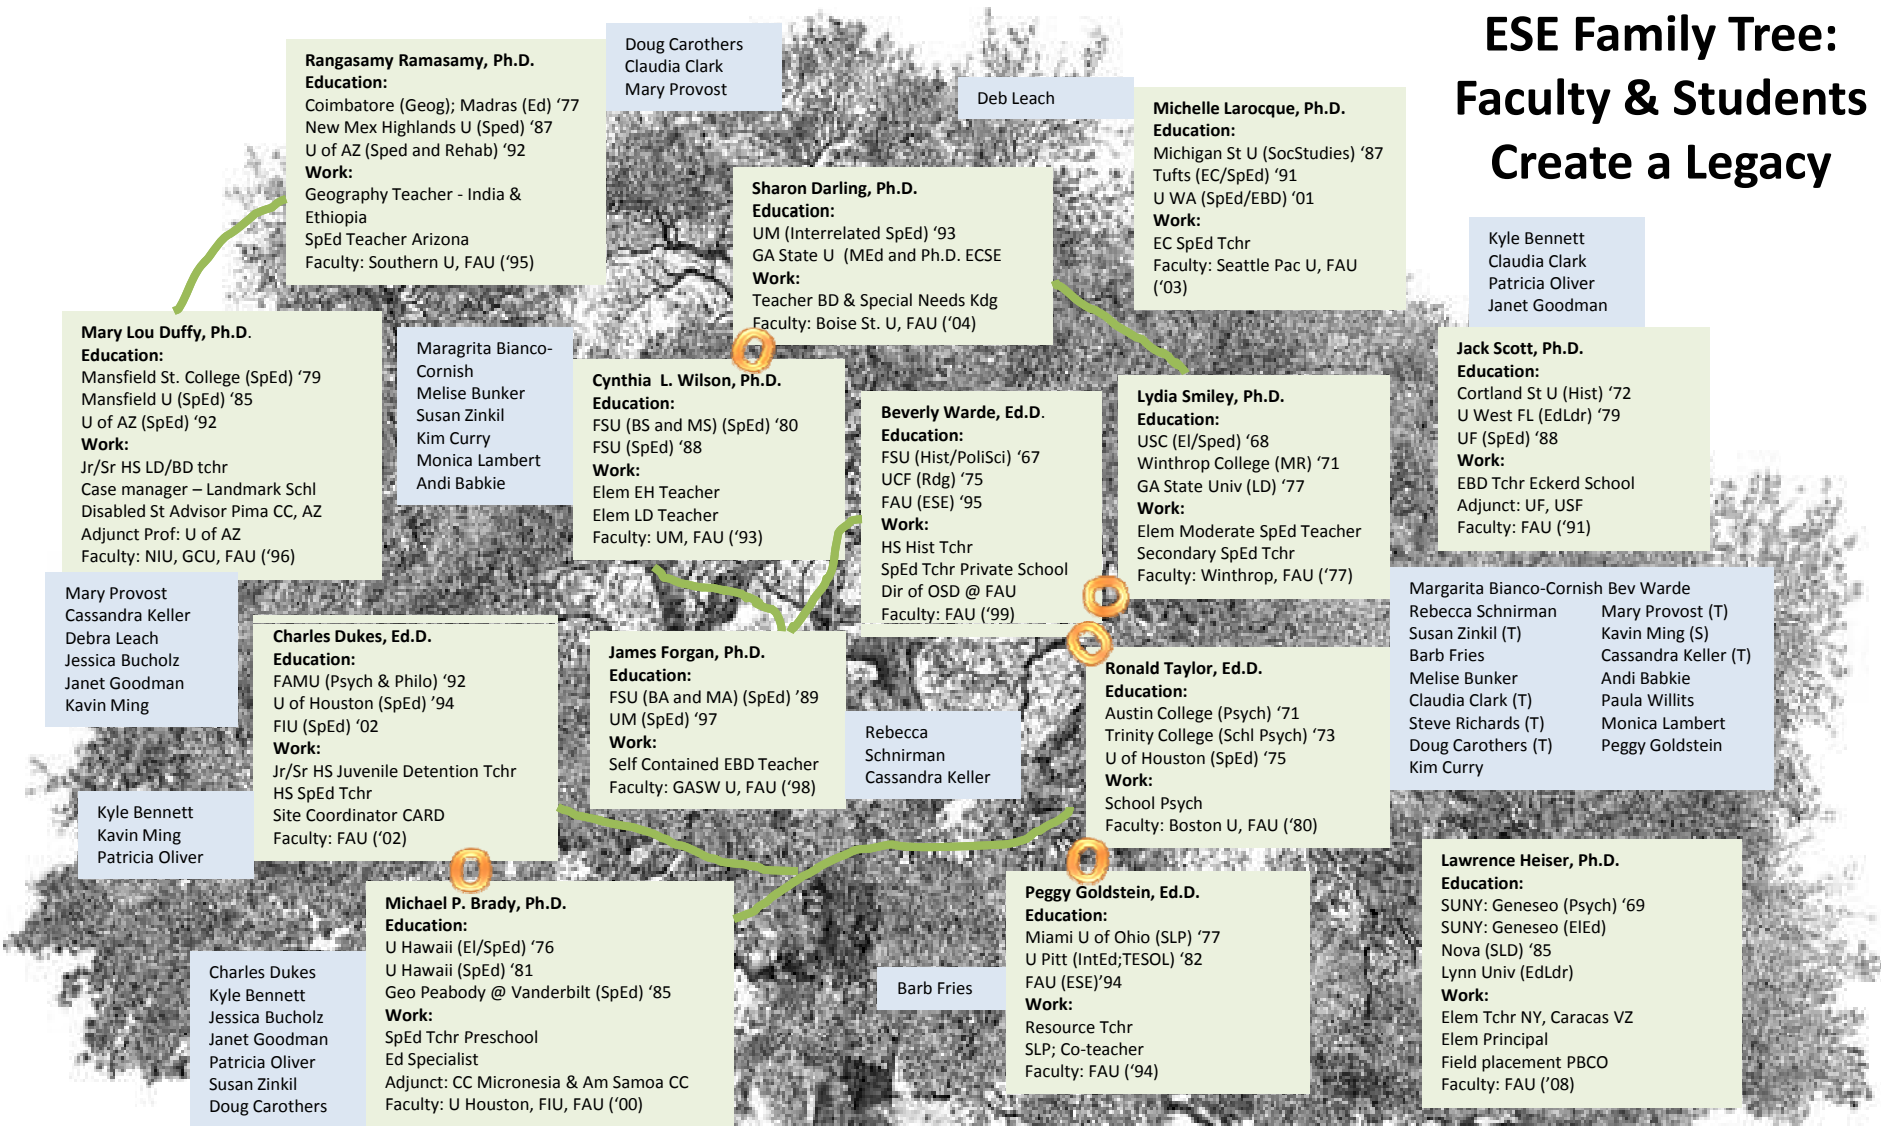 ESE Family Tree:
Faculty & Students
Create a Legacy
Rangasamy Ramasamy, Ph.D.
Education:
Coimbatore (Geog); Madras (Ed) ‘77
New Mex Highlands U (Sped) ‘87
U of AZ (Sped and Rehab) ‘92
Work:
Geography Teacher - India &
Ethiopia
SpEd Teacher Arizona
Faculty: Southern U, FAU (‘95)
Doug Carothers
Claudia Clark
Mary Provost
Deb Leach
Michelle Larocque, Ph.D.
Education:
Michigan St U (SocStudies) ‘87
Tufts (EC/SpEd) ‘91
U WA (SpEd/EBD) ‘01
Work:
EC SpEd Tchr
Faculty: Seattle Pac U, FAU
(‘03)
Sharon Darling, Ph.D.
Education:
UM (Interrelated SpEd) ‘93
GA State U (MEd and Ph.D. ECSE
Work:
Teacher BD & Special Needs Kdg
Faculty: Boise St. U, FAU (‘04)
Kyle Bennett
Claudia Clark
Patricia Oliver
Janet Goodman
Jack Scott, Ph.D.
Education:
Cortland St U (Hist) ‘72
U West FL (EdLdr) ‘79
UF (SpEd) ‘88
Work:
EBD Tchr Eckerd School
Adjunct: UF, USF
Faculty: FAU (‘91)
Mary Lou Duffy, Ph.D.
Education:
Mansfield St. College (SpEd) ‘79
Mansfield U (SpEd) ‘85
U of AZ (SpEd) ‘92
Work:
Jr/Sr HS LD/BD tchr
Case manager – Landmark Schl
Disabled St Advisor Pima CC, AZ
Adjunct Prof: U of AZ
Faculty: NIU, GCU, FAU (‘96)
Maragrita Bianco-
Cornish
Melise Bunker
Susan Zinkil
Kim Curry
Monica Lambert
Andi Babkie
Cynthia L. Wilson, Ph.D.
Education:
FSU (BS and MS) (SpEd) ‘80
FSU (SpEd) ‘88
Work:
Elem EH Teacher
Elem LD Teacher
Faculty: UM, FAU (‘93)
Beverly Warde, Ed.D.
Education:
FSU (Hist/PoliSci) ‘67
UCF (Rdg) ‘75
FAU (ESE) ‘95
Work:
HS Hist Tchr
SpEd Tchr Private School
Dir of OSD @ FAU
Faculty: FAU (‘99)
Lydia Smiley, Ph.D.
Education:
USC (El/Sped) ‘68
Winthrop College (MR) ‘71
GA State Univ (LD) ‘77
Work:
Elem Moderate SpEd Teacher
Secondary SpEd Tchr
Faculty: Winthrop, FAU (‘77)
Margarita Bianco-Cornish Bev Warde
Rebecca Schnirman Mary Provost (T)
Susan Zinkil (T) Kavin Ming (S)
Barb Fries Cassandra Keller (T)
Melise Bunker Andi Babkie
Claudia Clark (T) Paula Willits
Steve Richards (T) Monica Lambert
Doug Carothers (T) Peggy Goldstein
Kim Curry
Mary Provost
Cassandra Keller
Debra Leach
Jessica Bucholz
Janet Goodman
Kavin Ming
Charles Dukes, Ed.D.
Education:
FAMU (Psych & Philo) ‘92
U of Houston (SpEd) ’94
FIU (SpEd) ‘02
Work:
Jr/Sr HS Juvenile Detention Tchr
HS SpEd Tchr
Site Coordinator CARD
Faculty: FAU (‘02)
James Forgan, Ph.D.
Education:
FSU (BA and MA) (SpEd) ’89
UM (SpEd) ‘97
Work:
Self Contained EBD Teacher
Faculty: GASW U, FAU (‘98)
Rebecca
Schnirman
Cassandra Keller
Ronald Taylor, Ed.D.
Education:
Austin College (Psych) ‘71
Trinity College (Schl Psych) ‘73
U of Houston (SpEd) ‘75
Work:
School Psych
Faculty: Boston U, FAU (‘80)
Kyle Bennett
Kavin Ming
Patricia Oliver
Michael P. Brady, Ph.D.
Education:
U Hawaii (El/SpEd) ‘76
U Hawaii (SpEd) ‘81
Geo Peabody @ Vanderbilt (SpEd) ‘85
Work:
SpEd Tchr Preschool
Ed Specialist
Adjunct: CC Micronesia & Am Samoa CC
Faculty: U Houston, FIU, FAU (‘00)
Charles Dukes
Kyle Bennett
Jessica Bucholz
Janet Goodman
Patricia Oliver
Susan Zinkil
Doug Carothers
Barb Fries
Peggy Goldstein, Ed.D.
Education:
Miami U of Ohio (SLP) ‘77
U Pitt (IntEd;TESOL) ‘82
FAU (ESE)’94
Work:
Resource Tchr
SLP; Co-teacher
Faculty: FAU (‘94)
Lawrence Heiser, Ph.D.
Education:
SUNY: Geneseo (Psych) ‘69
SUNY: Geneseo (ElEd)
Nova (SLD) ‘85
Lynn Univ (EdLdr)
Work:
Elem Tchr NY, Caracas VZ
Elem Principal
Field placement PBCO
Faculty: FAU (’08)